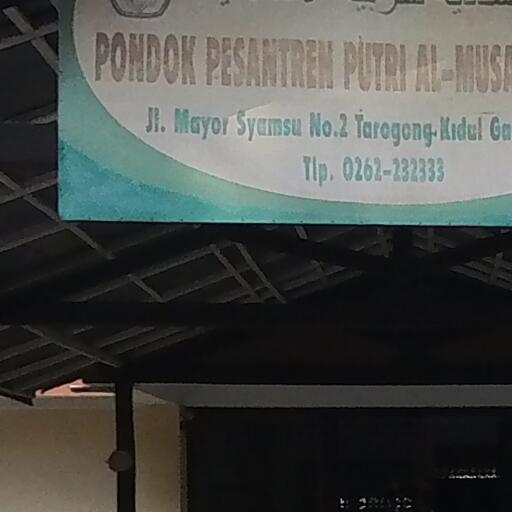 PONDOK PESANTREN PUTRI Al-MUSA
Jl. Mayor Syamsu No.2 Tarogong-Kidul Ga
Tlp. 0262-232333